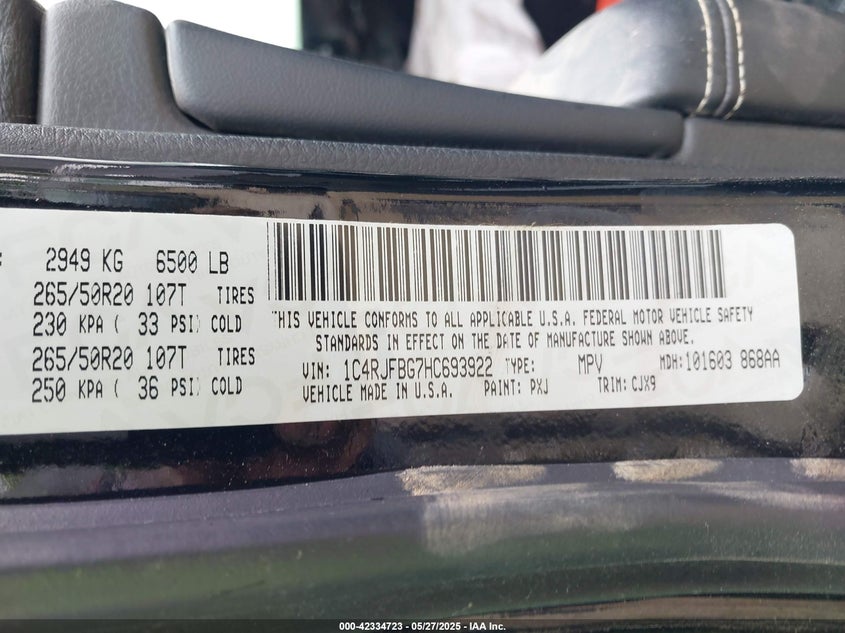 2949 KG 6500 LB
265/50R20 107T TIRES
230 KPA ( 33 PSI) COLD
265/50R20 107T TIRES
250 KPA ( 36 PSI) COLD
THIS VEHICLE CONFORMS TO ALL APPLICABLE U.S.A. FEDERAL MOTOR VEHICLE SAFETY
STANDARDS IN EFFECT ON THE DATE OF MANUFACTURE SHOWN ABOVE.
VIN: 1C4RJFBG7HC693922 TYPE: MPV MDH:101603 868AA
VEHICLE MADE IN U.S.A. PAINT: PXJ TRIM: CJX9
000-42334723 — 05/27/2025 — IAA Inc.